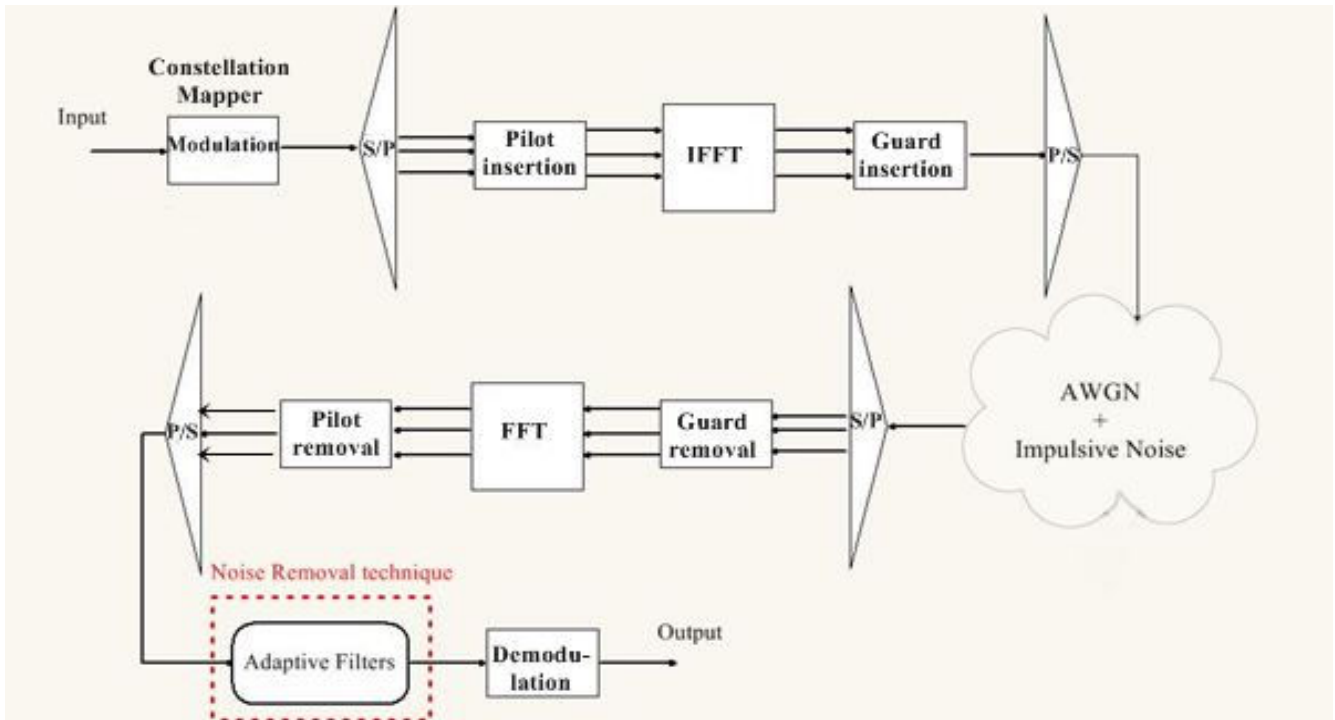 Constellation
Mapper
Input
Modulation
S/P
Pilot
insertion
IFFT
Guard
insertion
P/S
AWGN
+
Impulsive Noise
S/P
Guard
removal
FFT
Pilot
removal
P/S
Noise Removal technique
Adaptive Filters
Demodu-
lation
Output